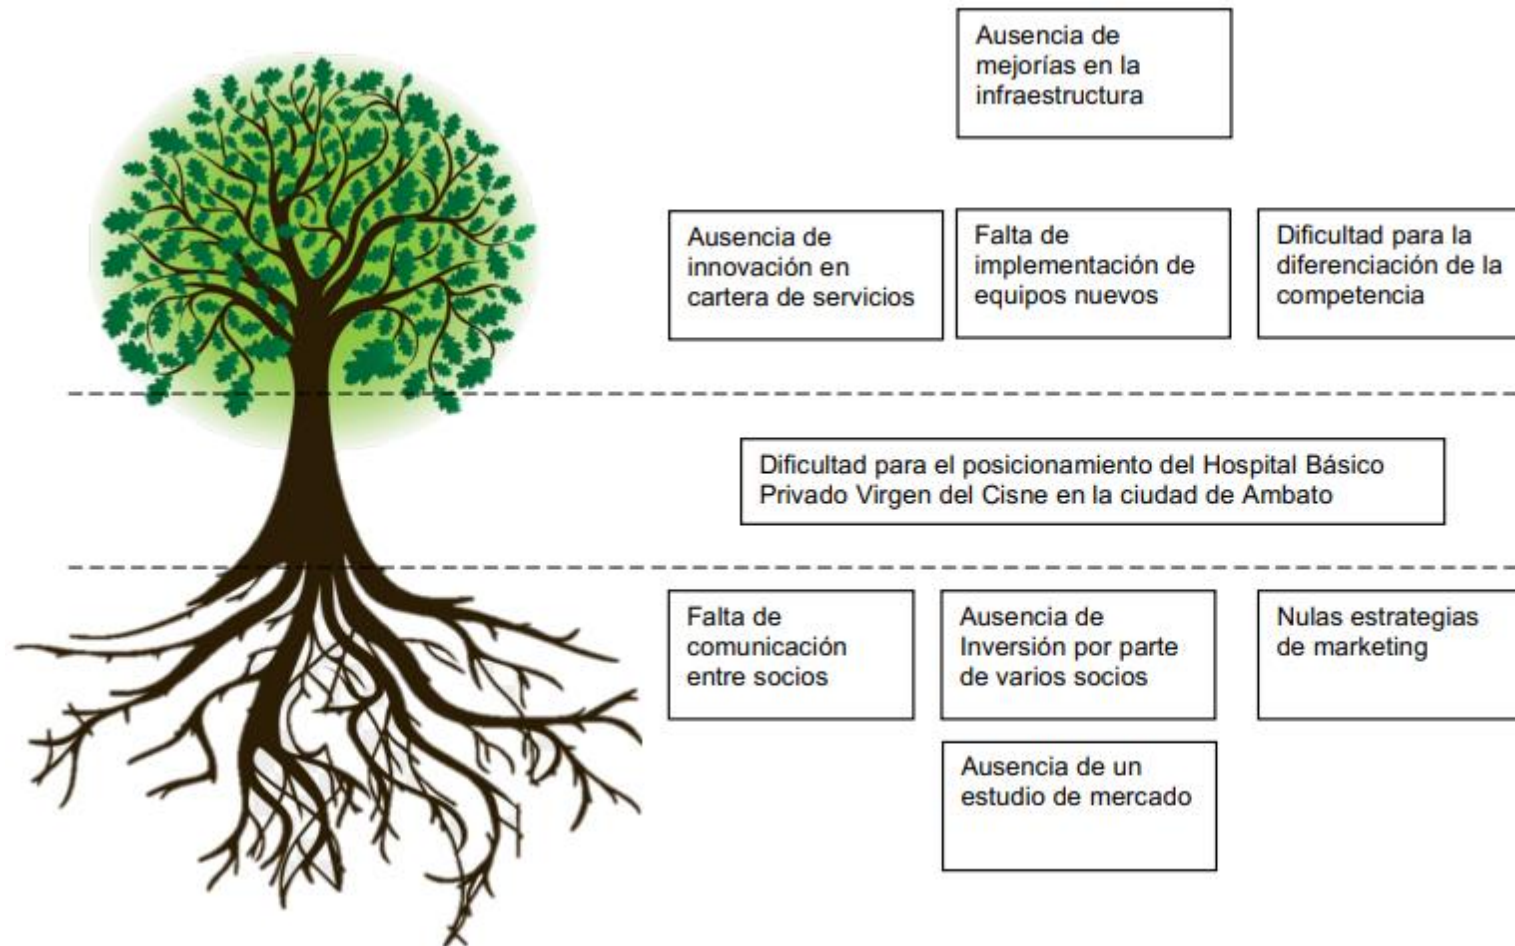 Ausencia de
mejorías en la
infraestructura
Ausencia de
innovación en
cartera de servicios
Falta de
implementación de
equipos nuevos
Dificultad para la
diferenciación de la
competencia
Dificultad para el posicionamiento del Hospital Básico
Privado Virgen del Cisne en la ciudad de Ambato
Falta de
comunicación
entre socios
Ausencia de
Inversión por parte
de varios socios
Nulas estrategias
de marketing
Ausencia de un
estudio de mercado